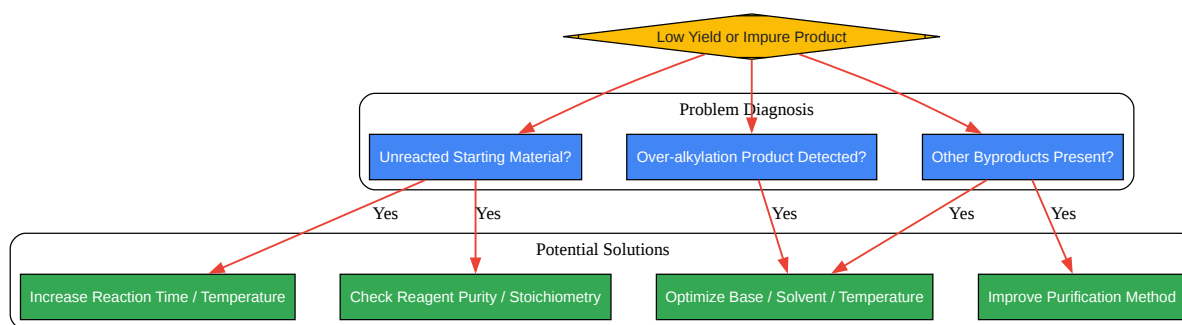 Low Yield or Impure Product
Problem Diagnosis
Unreacted Starting Material?
Over-alkylation Product Detected?
Other Byproducts Present?
Yes
Yes
Yes
Yes
Yes
Potential Solutions
Increase Reaction Time / Temperature
Check Reagent Purity / Stoichiometry
Optimize Base / Solvent / Temperature
Improve Purification Method